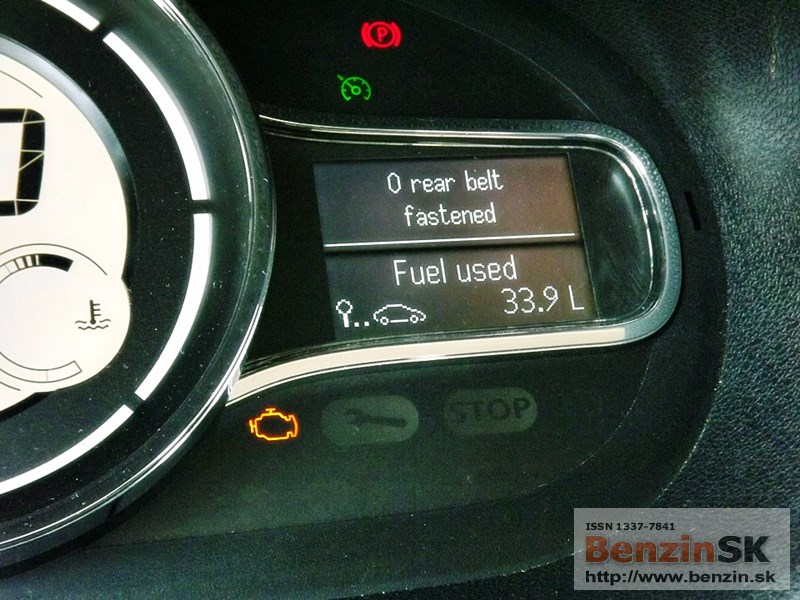 P
0 rear belt
fastened
Fuel used
33.9 L
STOP
ISSN 1337-7841
BenzinSK
http://www.benzin.sk